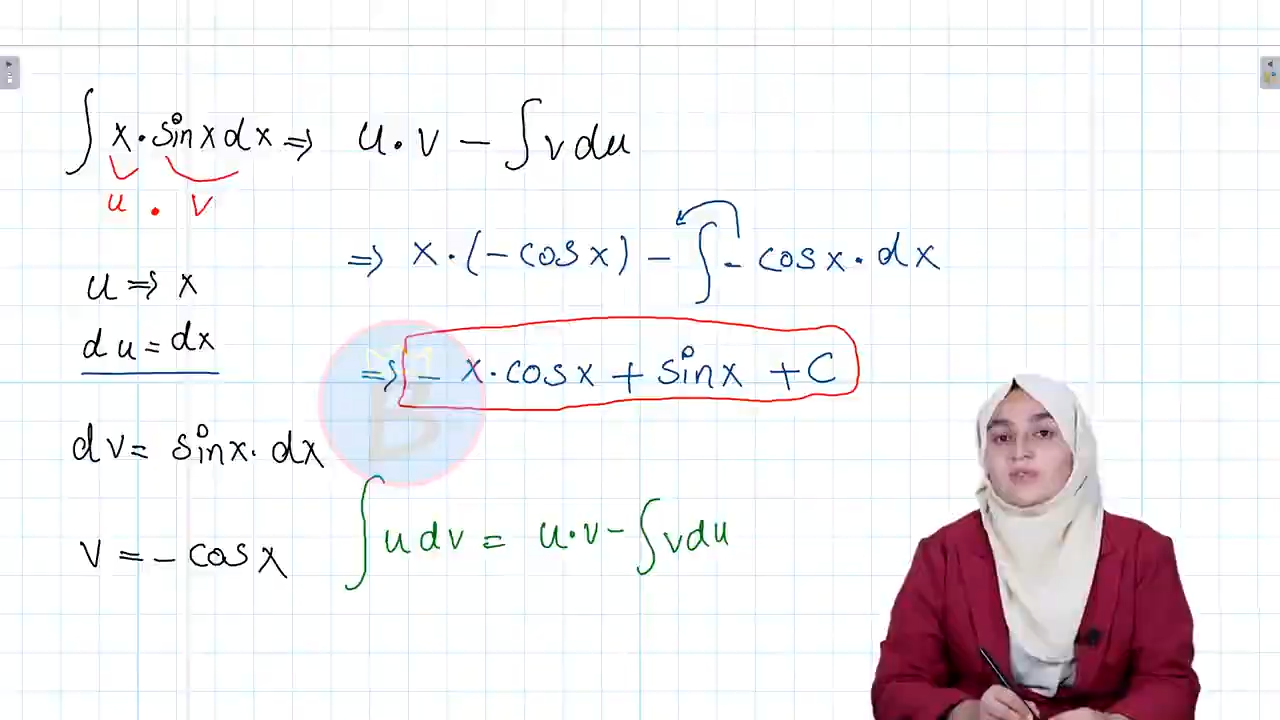 ∫ x · sin x dx ⇒ u · v − ∫ v du
u · v
⇒ x · (− cos x) − ∫ − cos x · dx
u ⇒ x
du = dx
⇒ − x · cos x + sin x + C
B
dv = sin x · dx
∫ u dv = u · v − ∫ v du
v = − cos x